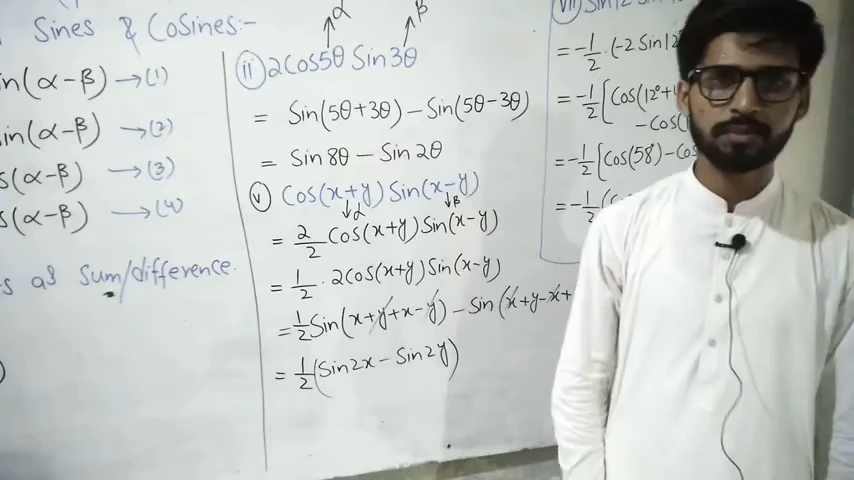 Sines & Cosines:-
in(α-β) →(1)
in(α-β) →(2)
s(α-β) →(3)
s(α-β) →(4)
s as Sum/difference.
α β
(ii) 2Cos5θ Sin3θ
= Sin(5θ+3θ) - Sin(5θ-3θ)
= Sin8θ - Sin2θ
(v) Cos(x+y) Sin(x-y)
α β
= 2/2 Cos(x+y) Sin(x-y)
= 1/2 · 2cos(x+y) Sin(x-y)
= 1/2 Sin(x+y+x-y) - Sin(x+y-x+
= 1/2 (Sin2x - Sin2y)
(vii) Sin12
= -1/2 · (-2 Sin12
= -1/2 [Cos(12°+
-Cos(
= -1/2 [Cos(58) - Cos
= -1/2 (